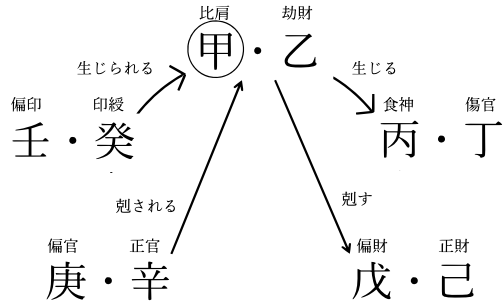 比肩 劫財
甲・乙
生じられる 生じる
偏印 印綬 食神 傷官
壬・癸 丙・丁
剋される 剋す
偏官 正官 偏財 正財
庚・辛 戊・己